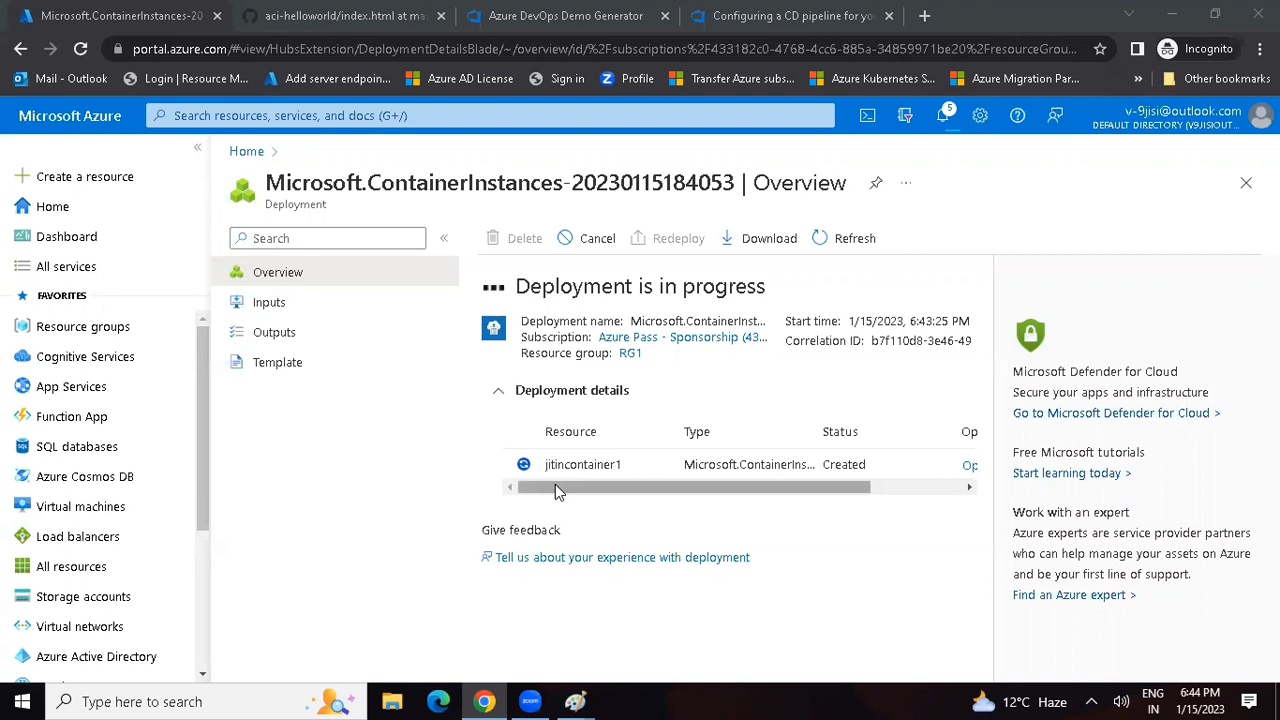 Microsoft.ContainerInstances-20
aci-helloworld/index.html at mas
Azure DevOps Demo Generator
Configuring a CD pipeline for you
portal.azure.com/#view/HubsExtension/DeploymentDetailsBlade/~/overview/id/%2Fsubscriptions%2F433182c0-4768-4cc6-885a-34859971be20%2FresourceGrou...
Incognito
Mail - Outlook
Login | Resource M...
Add server endpoin...
Azure AD License
Sign in
Profile
Transfer Azure subs...
Azure Kubernetes S...
Azure Migration Par...
»
Other bookmarks
Microsoft Azure
Search resources, services, and docs (G+/)
5
v-9jisi@outlook.com
DEFAULT DIRECTORY (V9JISIOUT...
Create a resource
Home
Dashboard
All services
FAVORITES
Resource groups
Cognitive Services
App Services
Function App
SQL databases
Azure Cosmos DB
Virtual machines
Load balancers
All resources
Storage accounts
Virtual networks
Azure Active Directory
Home
Microsoft.ContainerInstances-20230115184053 | Overview
Deployment
Search
Overview
Inputs
Outputs
Template
Delete
Cancel
Redeploy
Download
Refresh
Deployment is in progress
Deployment name: Microsoft.ContainerInst...
Subscription: Azure Pass - Sponsorship (43...
Resource group: RG1
Start time: 1/15/2023, 6:43:25 PM
Correlation ID: b7f110d8-3e46-49
Deployment details
Resource Type Status Op
jitincontainer1 Microsoft.ContainerIns... Created Op
Give feedback
Tell us about your experience with deployment
Microsoft Defender for Cloud
Secure your apps and infrastructure
Go to Microsoft Defender for Cloud >
Free Microsoft tutorials
Start learning today >
Work with an expert
Azure experts are service provider partners
who can help manage your assets on Azure
and be your first line of support.
Find an Azure expert >
Type here to search
zoom
12°C Haze
ENG
IN
6:44 PM
1/15/2023